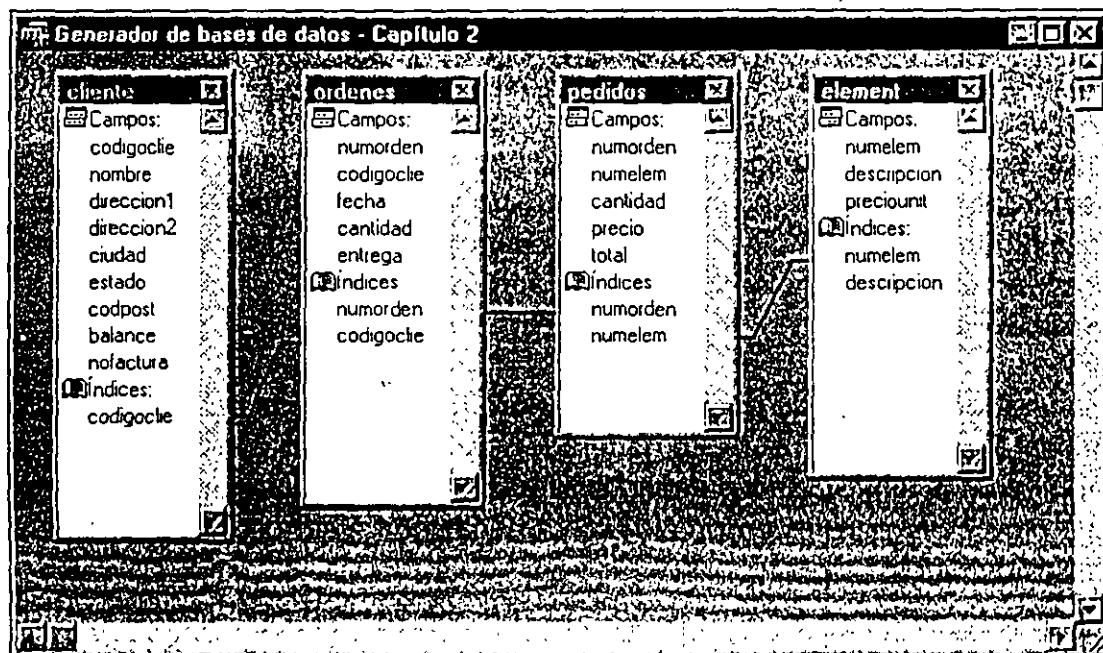 Generador de bases de datos - Capítulo 2
cliente
Campos:
codigoclie
nombre
direccion1
direccion2
ciudad
estado
codpost
balance
nofactura
Índices:
codigoclie
ordenes
Campos:
numorden
codigoclie
fecha
cantidad
entrega
Índices
numorden
codigoclie
pedidos
Campos:
numorden
numelem
cantidad
precio
total
Índices
numorden
numelem
element
Campos.
numelem
descripcion
preciounit
Índices:
numelem
descripcion